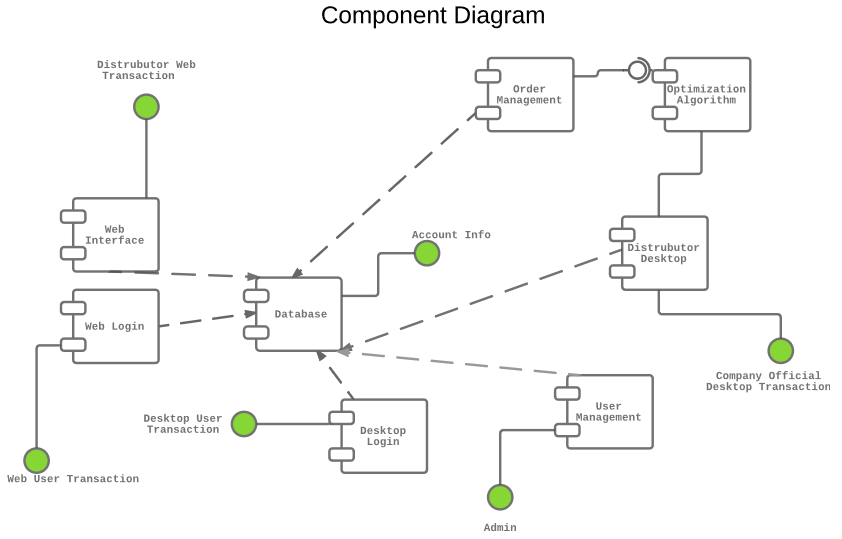 Component Diagram
Distrubutor Web
Transaction
Order
Management
Optimization
Algorithm
Web
Interface
Account Info
Distrubutor
Desktop
Database
Web Login
Company Official
Desktop Transaction
Desktop User
Transaction
Desktop
Login
User
Management
Web User Transaction
Admin